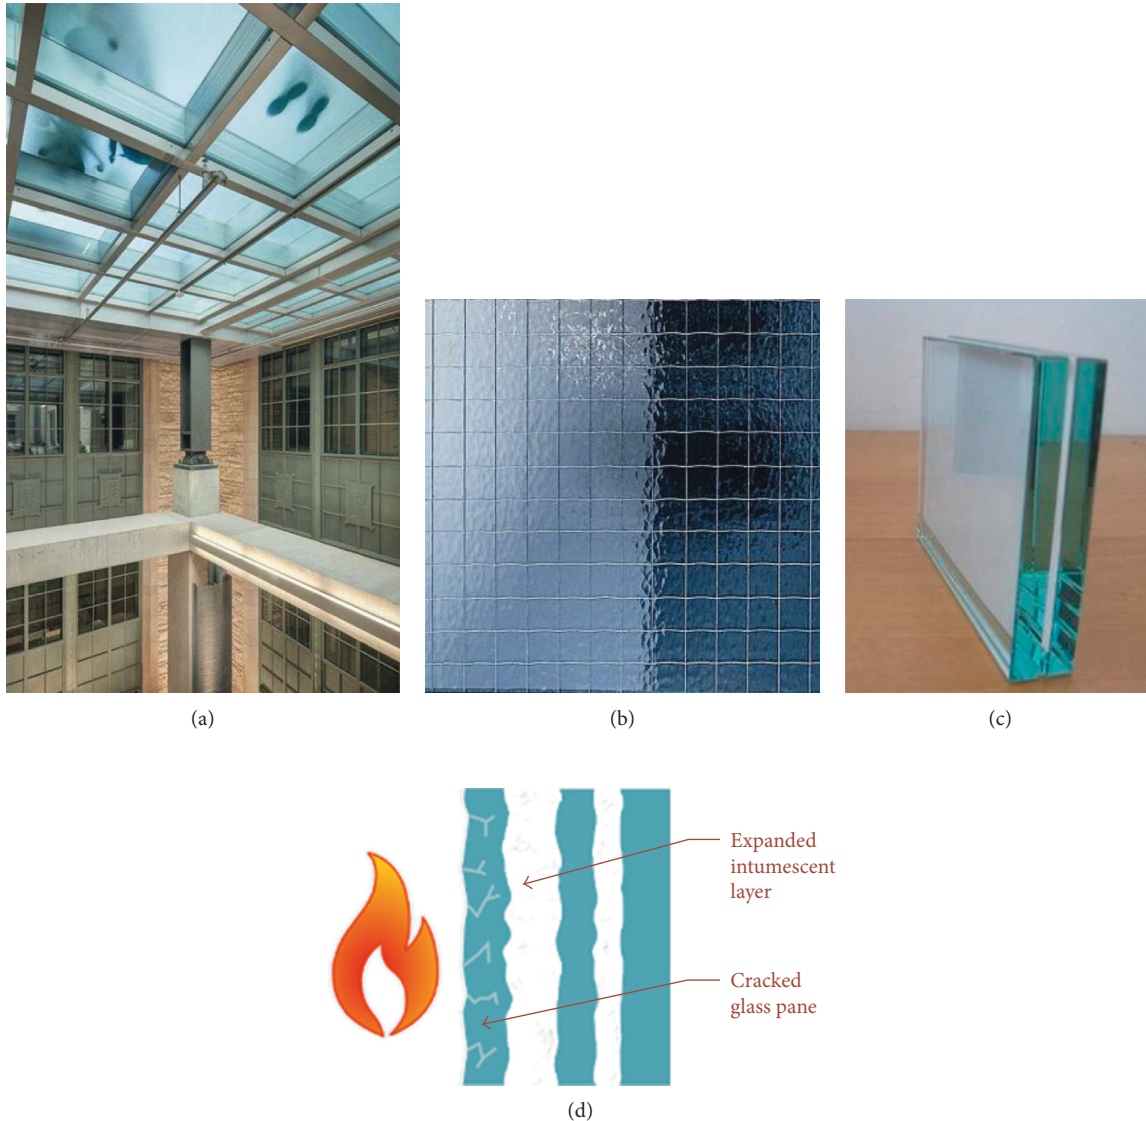 (a)
(b)
(c)
Expanded
intumescent
layer
Cracked
glass pane
(d)